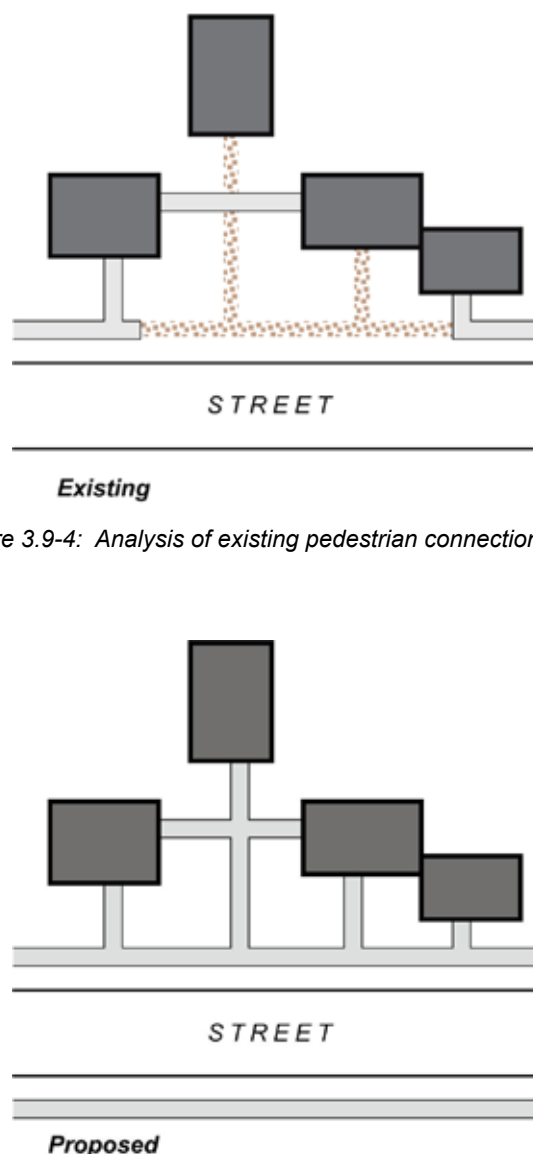 STREET
Existing
re 3.9-4: Analysis of existing pedestrian connection
STREET
Proposed